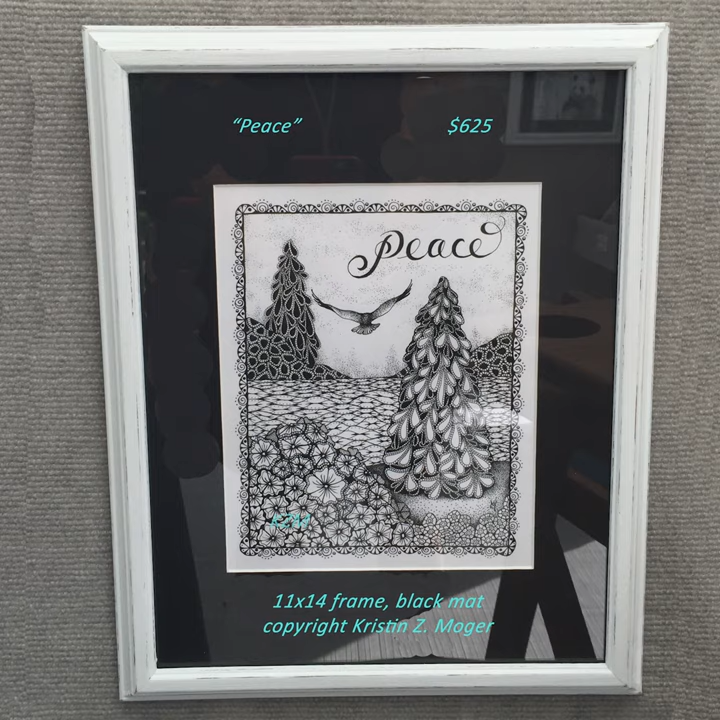 “Peace”
$625
Peace
11x14 frame, black mat
copyright Kristin Z. Moger